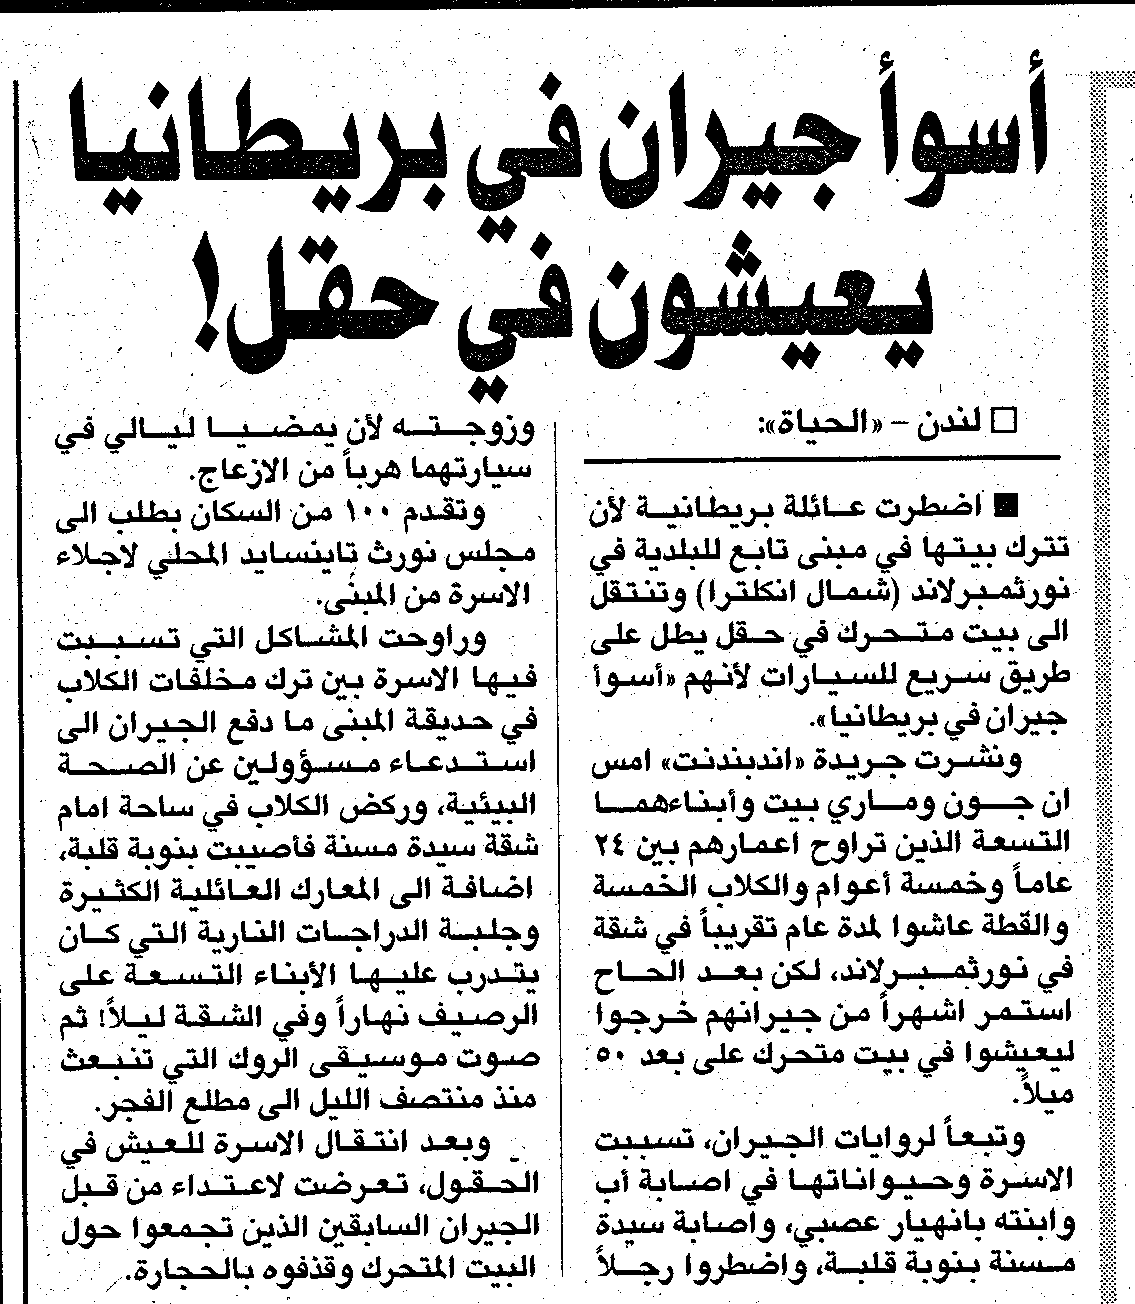 أسوأ جيران في بريطانيا
يعيشون في حقل!
لندن – «الحياة»:
اضطرت عائلة بريطانية لأن
تترك بيتها في مبنى تابع للبلدية في
نورثمبرلاند (شمال انكلترا) وتنتقل
الى بيت متحرك في حقل يطل على
طريق سريع للسيارات لأنهم «أسوأ
جيران في بريطانيا».
ونشرت جريدة «اندبندنت» امس
ان جون وماري بيت وأبناءهما
التسعة الذين تراوح اعمارهم بين ٢٤
عاماً وخمسة أعوام والكلاب الخمسة
والقطة عاشوا لمدة عام تقريباً في شقة
في نورثمبرلاند، لكن بعد الحاح
استمر اشهراً من جيرانهم خرجوا
ليعيشوا في بيت متحرك على بعد ٥٠
ميلاً.
وتبعاً لروايات الجيران، تسببت
الاسرة وحيواناتها في اصابة أب
وابنته بانهيار عصبي، واصابة سيدة
مسنة بنوبة قلبة، واضطروا رجلاً
وزوجته لأن يمضيا ليالي في
سيارتهما هرباً من الازعاج.
وتقدم ١٠٠ من السكان بطلب الى
مجلس نورث تاينسايد المحلي لاجلاء
الاسرة من المبنى.
وراوحت المشاكل التي تسببت
فيها الاسرة بين ترك مخلفات الكلاب
في حديقة المبنى ما دفع الجيران الى
استدعاء مسؤولين عن الصحة
البيئية، وركض الكلاب في ساحة امام
شقة سيدة مسنة فأصيبت بنوبة قلبة،
اضافة الى المعارك العائلية الكثيرة
وجلبة الدراجات النارية التي كان
يتدرب عليها الأبناء التسعة على
الرصيف نهاراً وفي الشقة ليلاً! ثم
صوت موسيقى الروك التي تنبعث
منذ منتصف الليل الى مطلع الفجر.
وبعد انتقال الاسرة للعيش في
الحقول، تعرضت لاعتداء من قبل
الجيران السابقين الذين تجمعوا حول
البيت المتحرك وقذفوه بالحجارة.